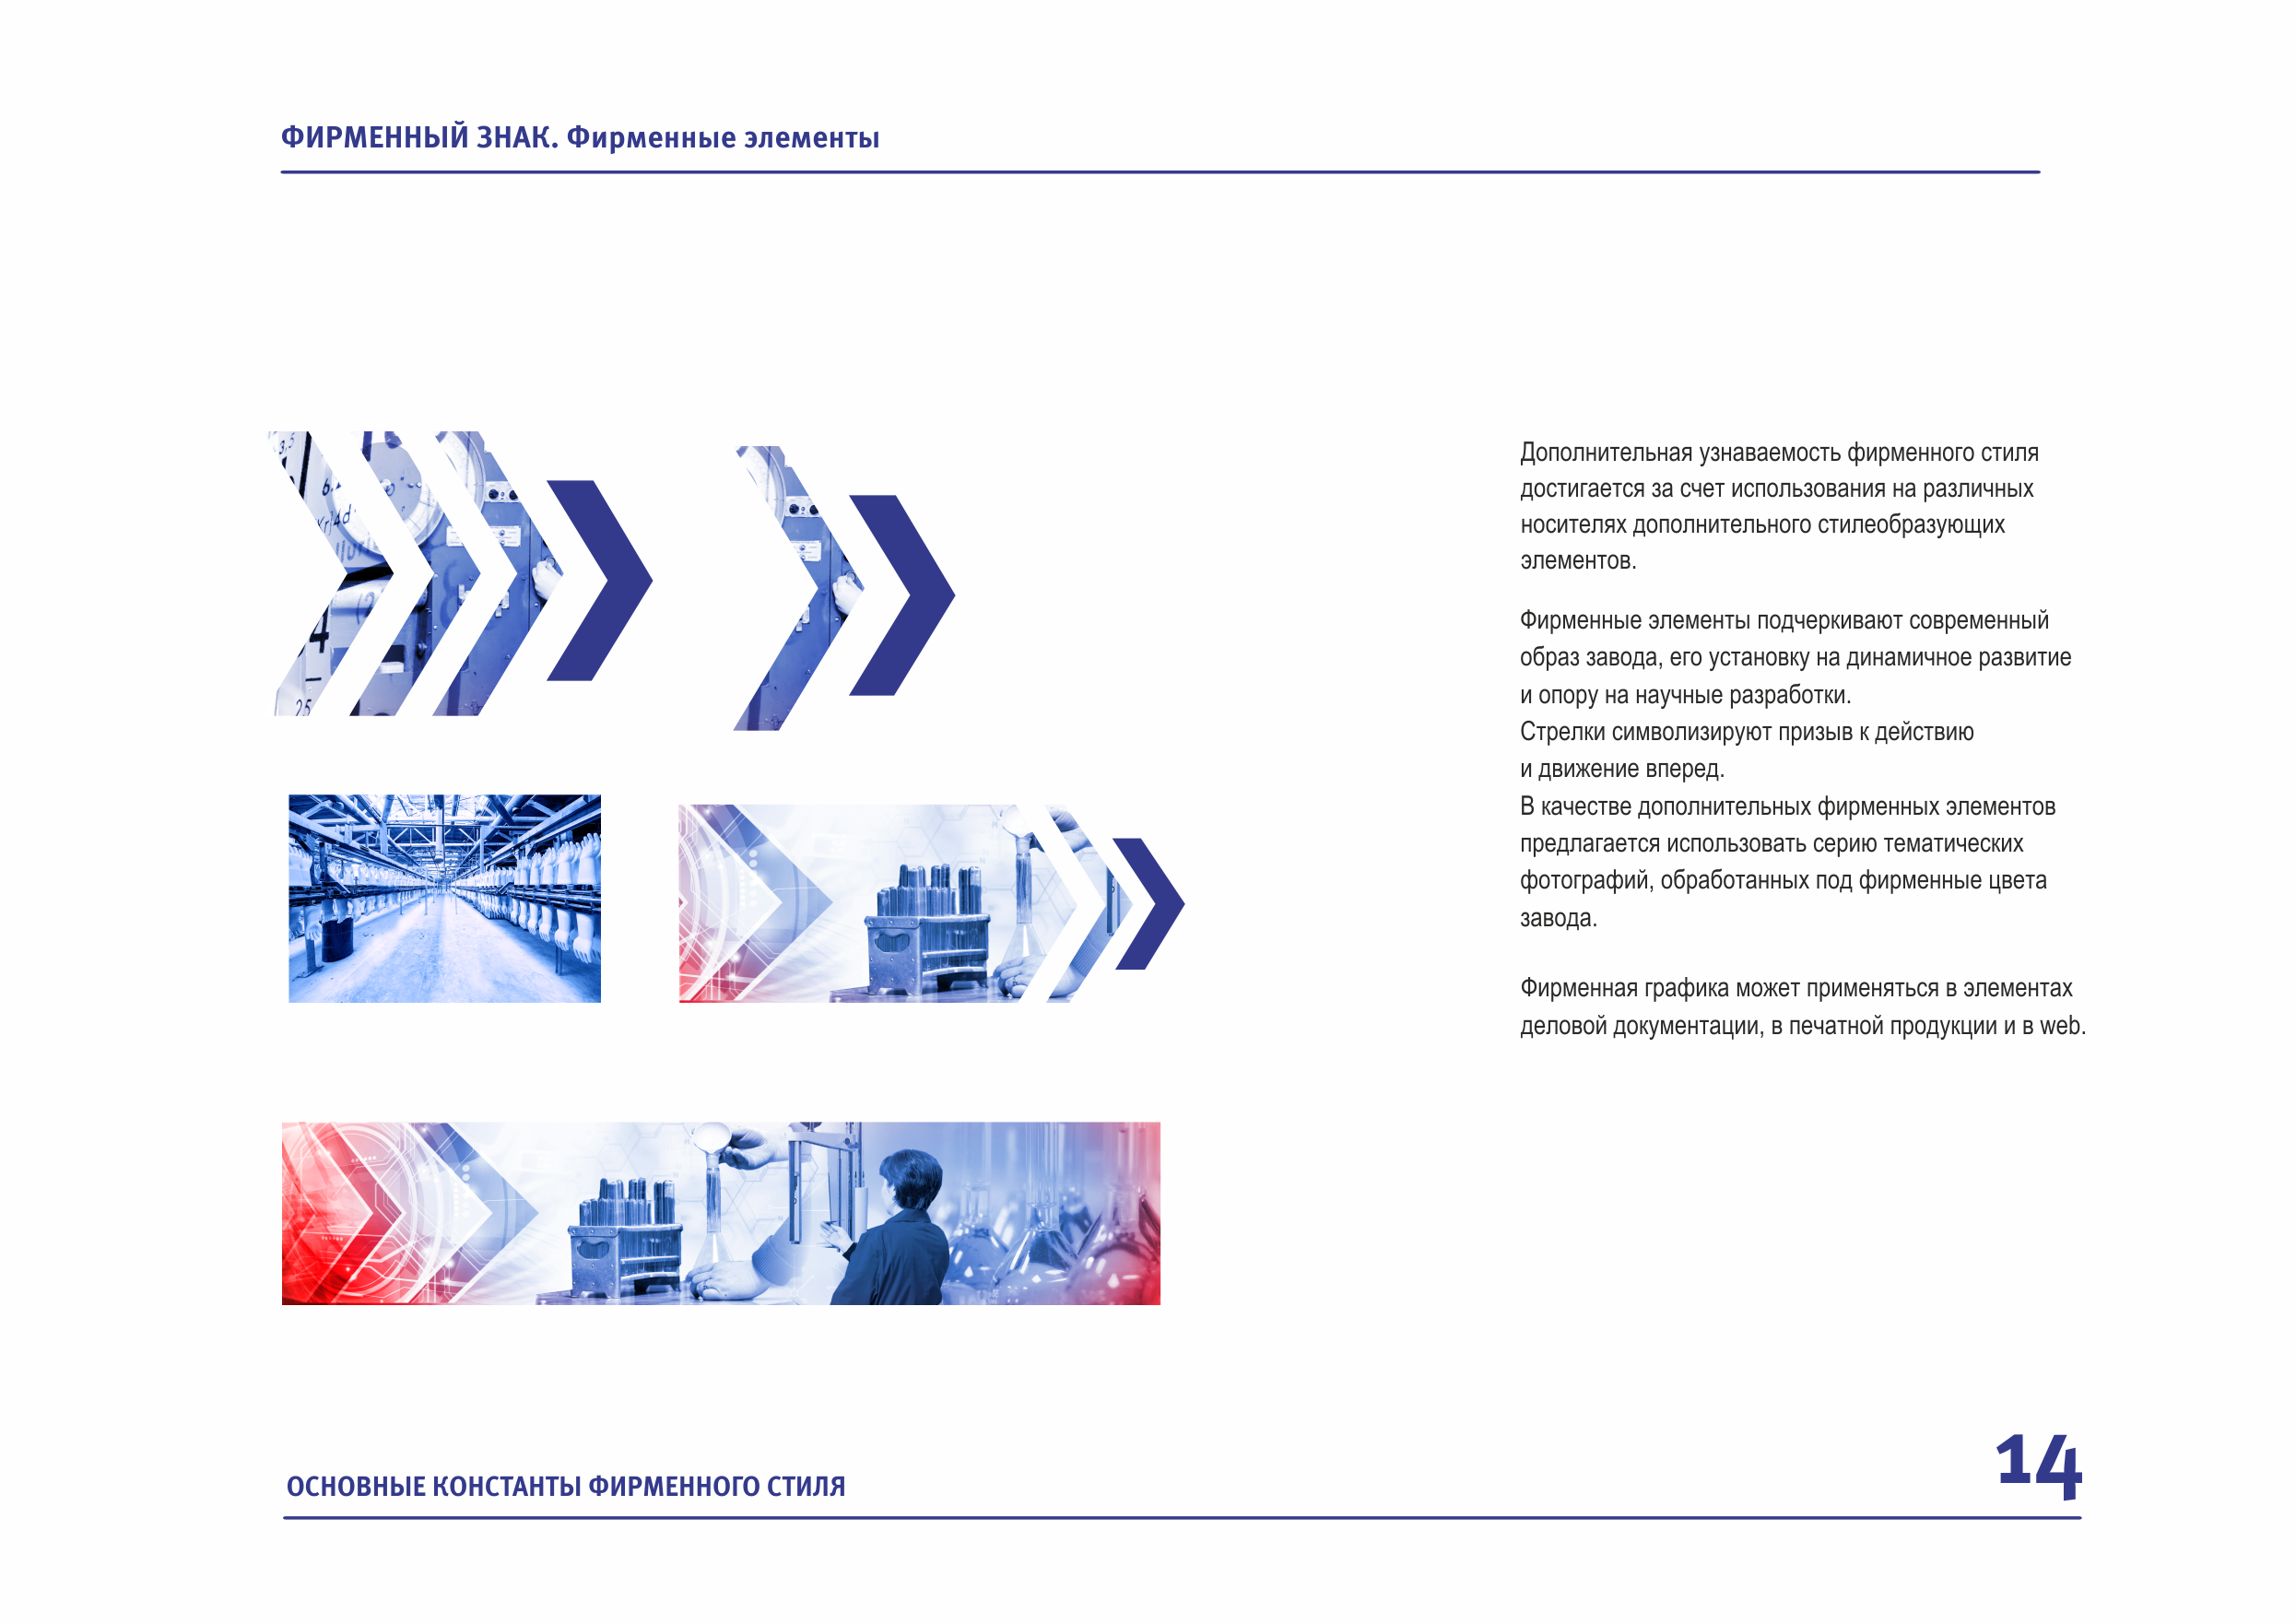 ФИРМЕННЫЙ ЗНАК. Фирменные элементы
3,5
25
Дополнительная узнаваемость фирменного стиля
достигается за счет использования на различных
носителях дополнительного стилеобразующих
элементов.
Фирменные элементы подчеркивают современный
образ завода, его установку на динамичное развитие
и опору на научные разработки.
Стрелки символизируют призыв к действию
и движение вперед.
В качестве дополнительных фирменных элементов
предлагается использовать серию тематических
фотографий, обработанных под фирменные цвета
завода.
Фирменная графика может применяться в элементах
деловой документации, в печатной продукции и в web.
ОСНОВНЫЕ КОНСТАНТЫ ФИРМЕННОГО СТИЛЯ
14